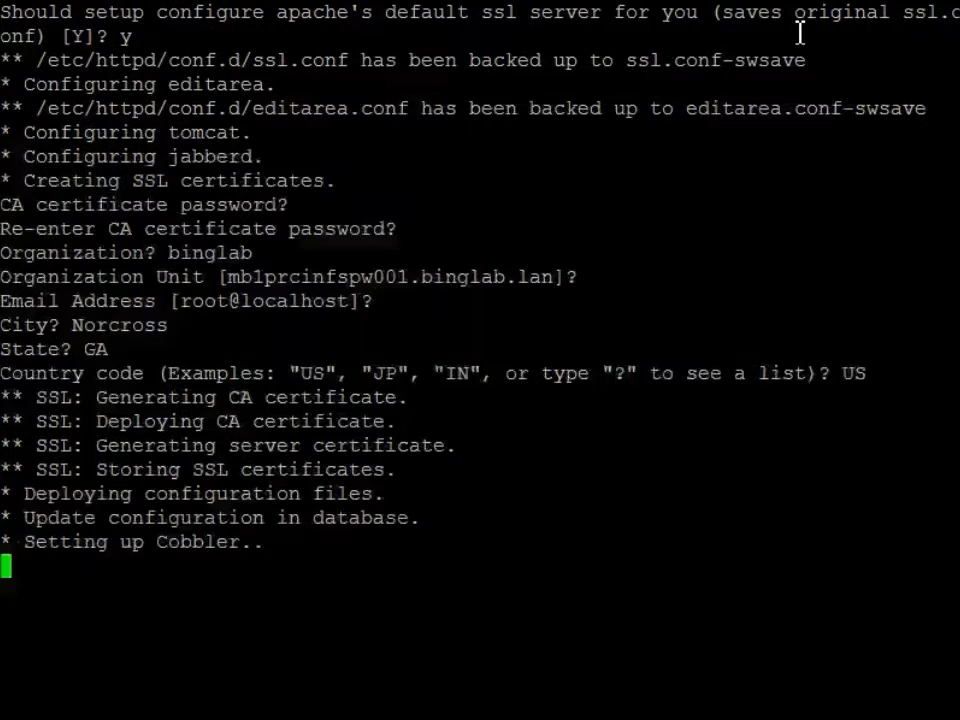 Should setup configure apache's default ssl server for you (saves original ssl.c
onf) [Y]? y
** /etc/httpd/conf.d/ssl.conf has been backed up to ssl.conf-swsave
* Configuring editarea.
** /etc/httpd/conf.d/editarea.conf has been backed up to editarea.conf-swsave
* Configuring tomcat.
* Configuring jabberd.
* Creating SSL certificates.
CA certificate password?
Re-enter CA certificate password?
Organization? binglab
Organization Unit [mb1prcinfspw001.binglab.lan]?
Email Address [root@localhost]?
City? Norcross
State? GA
Country code (Examples: "US", "JP", "IN", or type "?" to see a list)? US
** SSL: Generating CA certificate.
** SSL: Deploying CA certificate.
** SSL: Generating server certificate.
** SSL: Storing SSL certificates.
* Deploying configuration files.
* Update configuration in database.
* Setting up Cobbler..